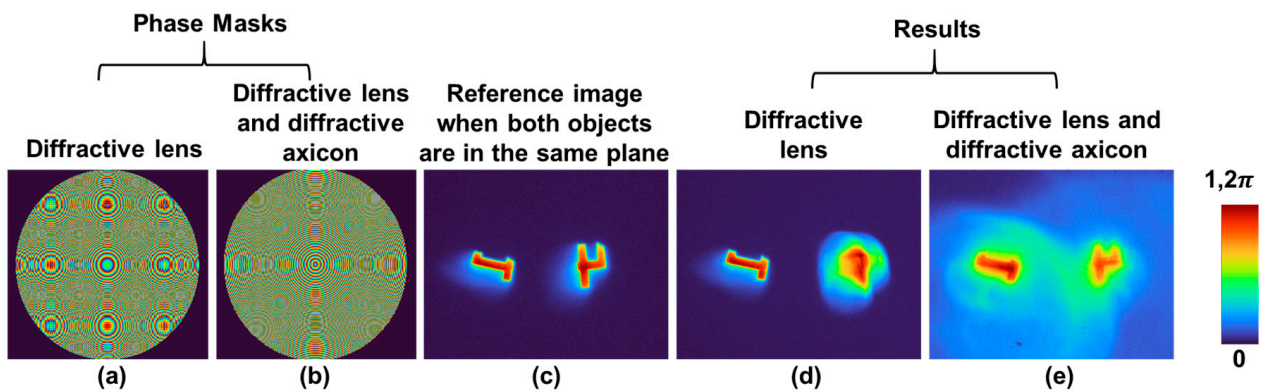 Phase Masks
Results
Diffractive lens
Diffractive lens
and diffractive
axicon
Reference image
when both objects
are in the same plane
Diffractive
lens
Diffractive lens and
diffractive axicon
1,2π
0
(a)
(b)
(c)
(d)
(e)